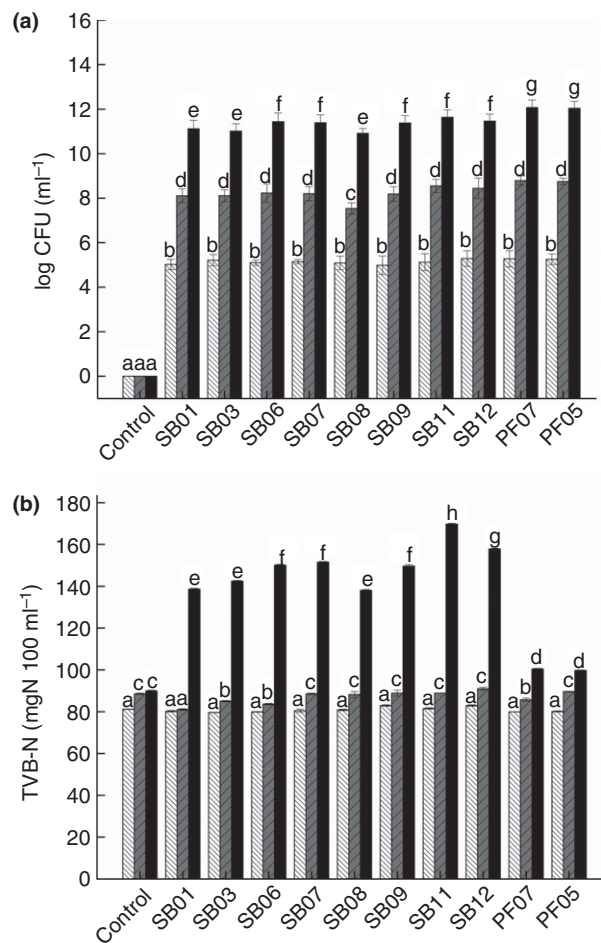 (a)
16
14
12
10
8
6
4
2
0
log CFU (ml⁻¹)
aaa
b d e
b d e
b d f
b d f
b c e
b d f
b d f
b d f
b d g
b d g
Control SB01 SB03 SB06 SB07 SB08 SB09 SB11 SB12 PF07 PF05
(b)
180
160
140
120
100
80
60
40
20
0
TVB-N (mgN 100 ml⁻¹)
a c c
aa e
a b e
a b f
a c f
a c e
a c f
a c h
a c g
a b d
a c d
Control SB01 SB03 SB06 SB07 SB08 SB09 SB11 SB12 PF07 PF05